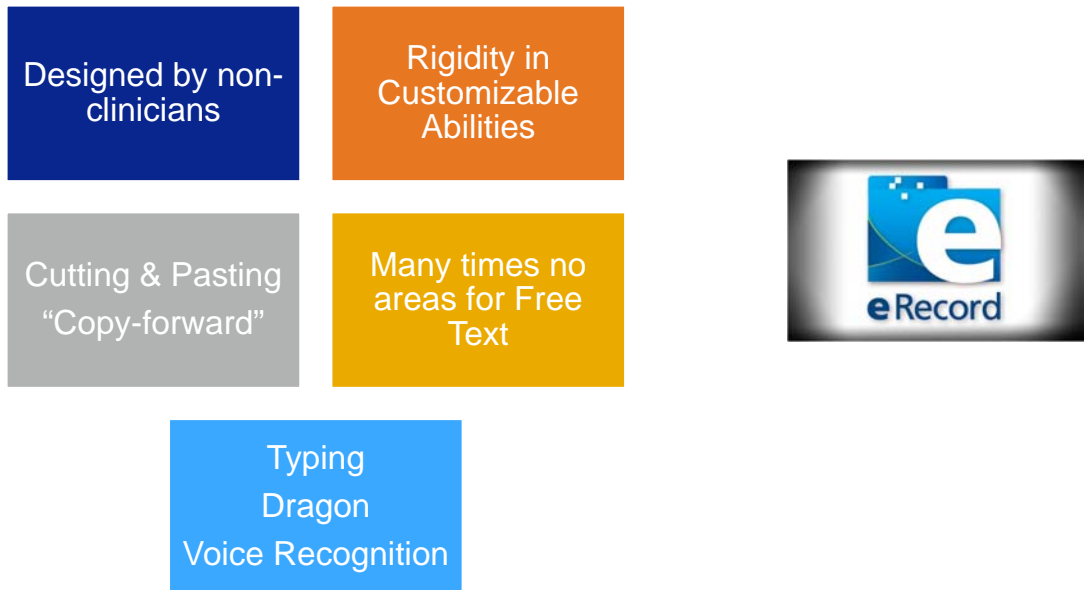 Designed by non-
clinicians
Rigidity in
Customizable
Abilities
Cutting & Pasting
“Copy-forward”
Many times no
areas for Free
Text
Typing
Dragon
Voice Recognition
e
eRecord